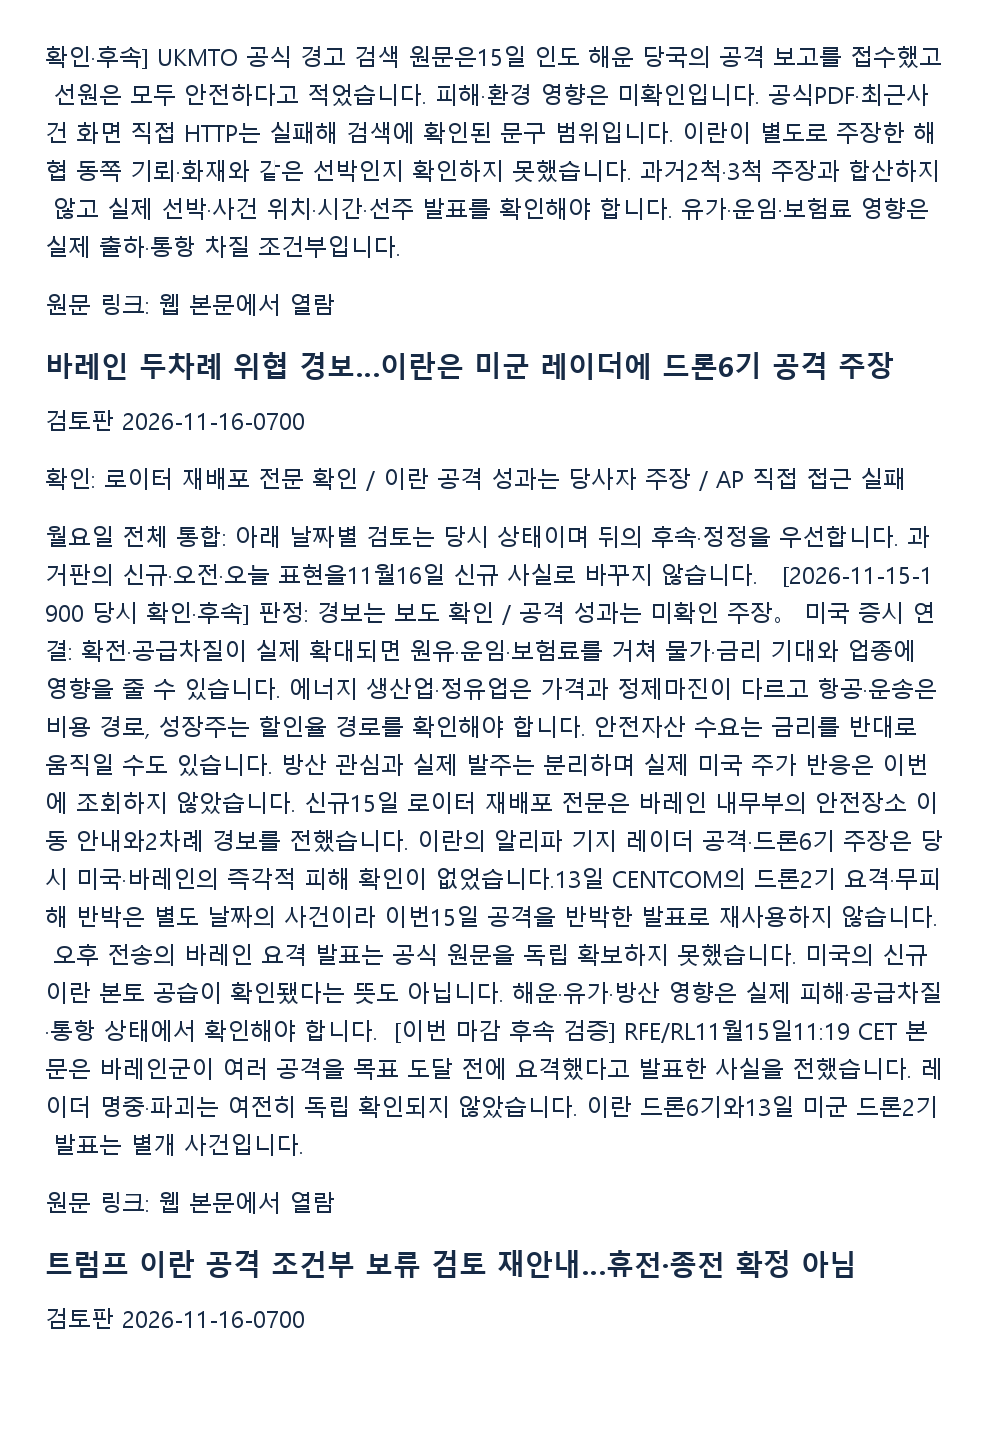 확인·후속] UKMTO 공식 경고 검색 원문은15일 인도 해운 당국의 공격 보고를 접수했고
선원은 모두 안전하다고 적었습니다. 피해·환경 영향은 미확인입니다. 공식PDF·최근사
건 화면 직접 HTTP는 실패해 검색에 확인된 문구 범위입니다. 이란이 별도로 주장한 해
협 동쪽 기뢰·화재와 같은 선박인지 확인하지 못했습니다. 과거2척·3척 주장과 합산하지
않고 실제 선박·사건 위치·시간·선주 발표를 확인해야 합니다. 유가·운임·보험료 영향은
실제 출하·통항 차질 조건부입니다.
원문 링크: 웹 본문에서 열람
바레인 두차례 위협 경보...이란은 미군 레이더에 드론6기 공격 주장
검토판 2026-11-16-0700
확인: 로이터 재배포 전문 확인 / 이란 공격 성과는 당사자 주장 / AP 직접 접근 실패
월요일 전체 통합: 아래 날짜별 검토는 당시 상태이며 뒤의 후속·정정을 우선합니다. 과
거판의 신규·오전·오늘 표현을11월16일 신규 사실로 바꾸지 않습니다. [2026-11-15-1
900 당시 확인·후속] 판정: 경보는 보도 확인 / 공격 성과는 미확인 주장。 미국 증시 연
결: 확전·공급차질이 실제 확대되면 원유·운임·보험료를 거쳐 물가·금리 기대와 업종에
영향을 줄 수 있습니다. 에너지 생산업·정유업은 가격과 정제마진이 다르고 항공·운송은
비용 경로, 성장주는 할인율 경로를 확인해야 합니다. 안전자산 수요는 금리를 반대로
움직일 수도 있습니다. 방산 관심과 실제 발주는 분리하며 실제 미국 주가 반응은 이번
에 조회하지 않았습니다. 신규15일 로이터 재배포 전문은 바레인 내무부의 안전장소 이
동 안내와2차례 경보를 전했습니다. 이란의 알리파 기지 레이더 공격·드론6기 주장은 당
시 미국·바레인의 즉각적 피해 확인이 없었습니다.13일 CENTCOM의 드론2기 요격·무피
해 반박은 별도 날짜의 사건이라 이번15일 공격을 반박한 발표로 재사용하지 않습니다.
오후 전송의 바레인 요격 발표는 공식 원문을 독립 확보하지 못했습니다. 미국의 신규
이란 본토 공습이 확인됐다는 뜻도 아닙니다. 해운·유가·방산 영향은 실제 피해·공급차질
·통항 상태에서 확인해야 합니다. [이번 마감 후속 검증] RFE/RL11월15일11:19 CET 본
문은 바레인군이 여러 공격을 목표 도달 전에 요격했다고 발표한 사실을 전했습니다. 레
이더 명중·파괴는 여전히 독립 확인되지 않았습니다. 이란 드론6기와13일 미군 드론2기
발표는 별개 사건입니다.
원문 링크: 웹 본문에서 열람
트럼프 이란 공격 조건부 보류 검토 재안내...휴전·종전 확정 아님
검토판 2026-11-16-0700